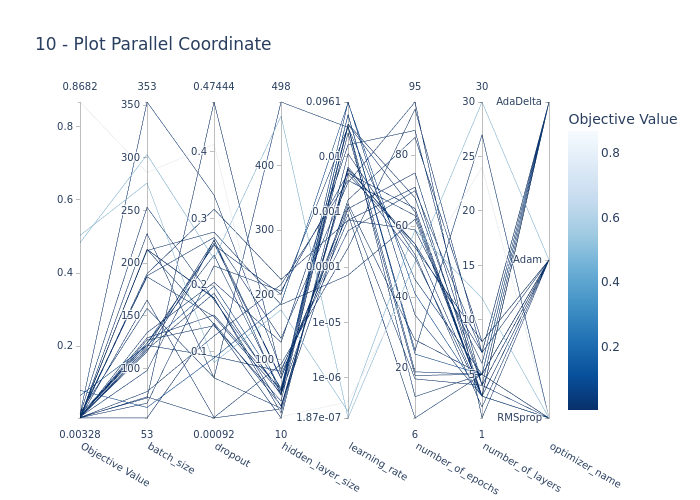 10 - Plot Parallel Coordinate
0.8682 353 0.47444 498 95 30
0.8
0.6
0.4
0.2
0.00328
350
300
250
200
150
100
53
0.4
0.3
0.2
0.1
0.00092
400
300
200
100
10
0.0961
0.01
0.001
0.0001
1e-05
1e-06
1.87e-07
80
60
40
20
6
30
25
20
15
10
5
1
AdaDelta
Adam
RMSprop
Objective Value
batch_size
dropout
hidden_layer_size
learning_rate
number_of_epochs
number_of_layers
optimizer_name
Objective Value
0.8
0.6
0.4
0.2